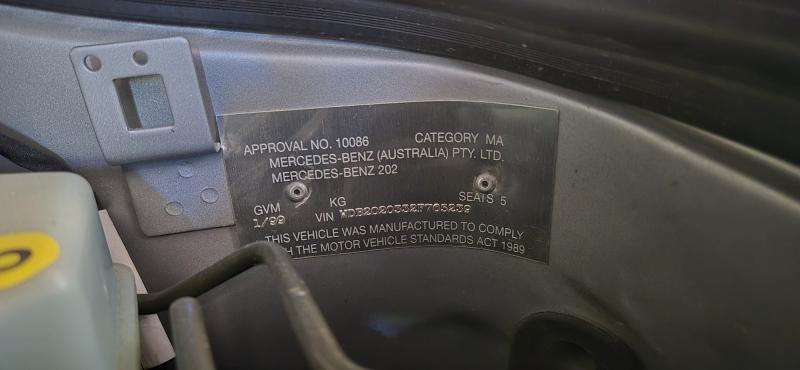 APPROVAL NO. 10086 CATEGORY MA
MERCEDES-BENZ (AUSTRALIA) PTY. LTD.
MERCEDES-BENZ 202
GVM KG SEATS 5
1/99 VIN WDB2020332F765239
THIS VEHICLE WAS MANUFACTURED TO COMPLY
THE MOTOR VEHICLE STANDARDS ACT 1989